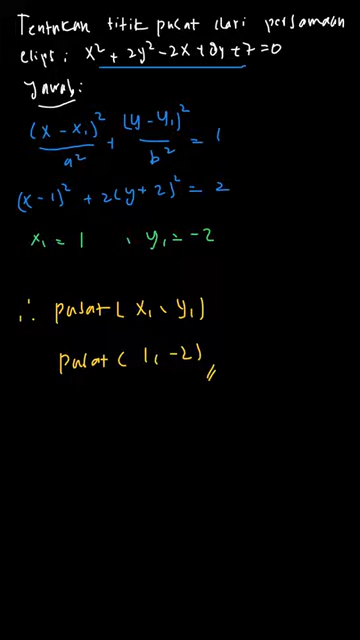 Tentukan titik pusat dari persamaan
elips : x² + 2y² - 2x + 8y + 7 = 0
Jawab :
(x - x₁)²/a² + (y - y₁)²/b² = 1
(x - 1)² + 2(y + 2)² = 2
x₁ = 1 , y₁ = -2
∴ pusat ( x₁ , y₁ )
pusat ( 1, -2)